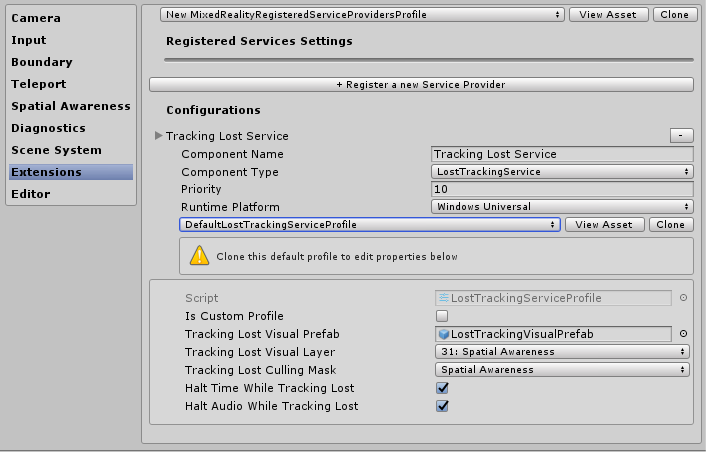 Camera
Input
Boundary
Teleport
Spatial Awareness
Diagnostics
Scene System
Extensions
Editor
New MixedRealityRegisteredServiceProvidersProfile View Asset Clone
Registered Services Settings
+ Register a new Service Provider
Configurations
Tracking Lost Service -
Component Name Tracking Lost Service
Component Type LostTrackingService
Priority 10
Runtime Platform Windows Universal
DefaultLostTrackingServiceProfile View Asset Clone
Clone this default profile to edit properties below
Script LostTrackingServiceProfile
Is Custom Profile
Tracking Lost Visual Prefab LostTrackingVisualPrefab
Tracking Lost Visual Layer 31: Spatial Awareness
Tracking Lost Culling Mask Spatial Awareness
Halt Time While Tracking Lost
Halt Audio While Tracking Lost